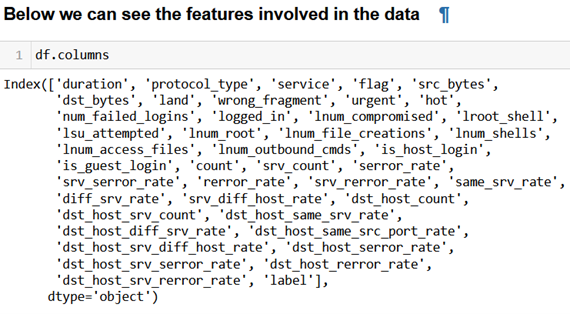 Below we can see the features involved in the data ¶
1 df.columns
Index(['duration', 'protocol_type', 'service', 'flag', 'src_bytes',
'dst_bytes', 'land', 'wrong_fragment', 'urgent', 'hot',
'num_failed_logins', 'logged_in', 'lnum_compromised', 'lroot_shell',
'lsu_attempted', 'lnum_root', 'lnum_file_creations', 'lnum_shells',
'lnum_access_files', 'lnum_outbound_cmds', 'is_host_login',
'is_guest_login', 'count', 'srv_count', 'serror_rate',
'srv_serror_rate', 'rerror_rate', 'srv_rerror_rate', 'same_srv_rate',
'diff_srv_rate', 'srv_diff_host_rate', 'dst_host_count',
'dst_host_srv_count', 'dst_host_same_srv_rate',
'dst_host_diff_srv_rate', 'dst_host_same_src_port_rate',
'dst_host_srv_diff_host_rate', 'dst_host_serror_rate',
'dst_host_srv_serror_rate', 'dst_host_rerror_rate',
'dst_host_srv_rerror_rate', 'label'],
dtype='object')